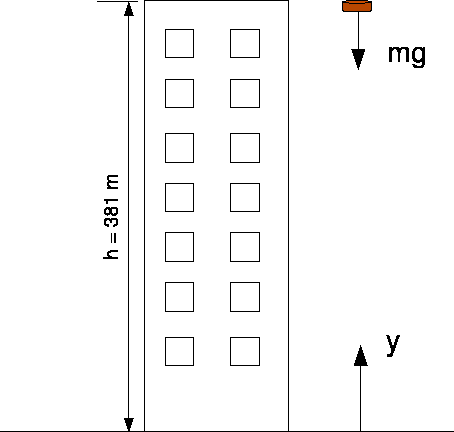 mg
h = 381 m
y